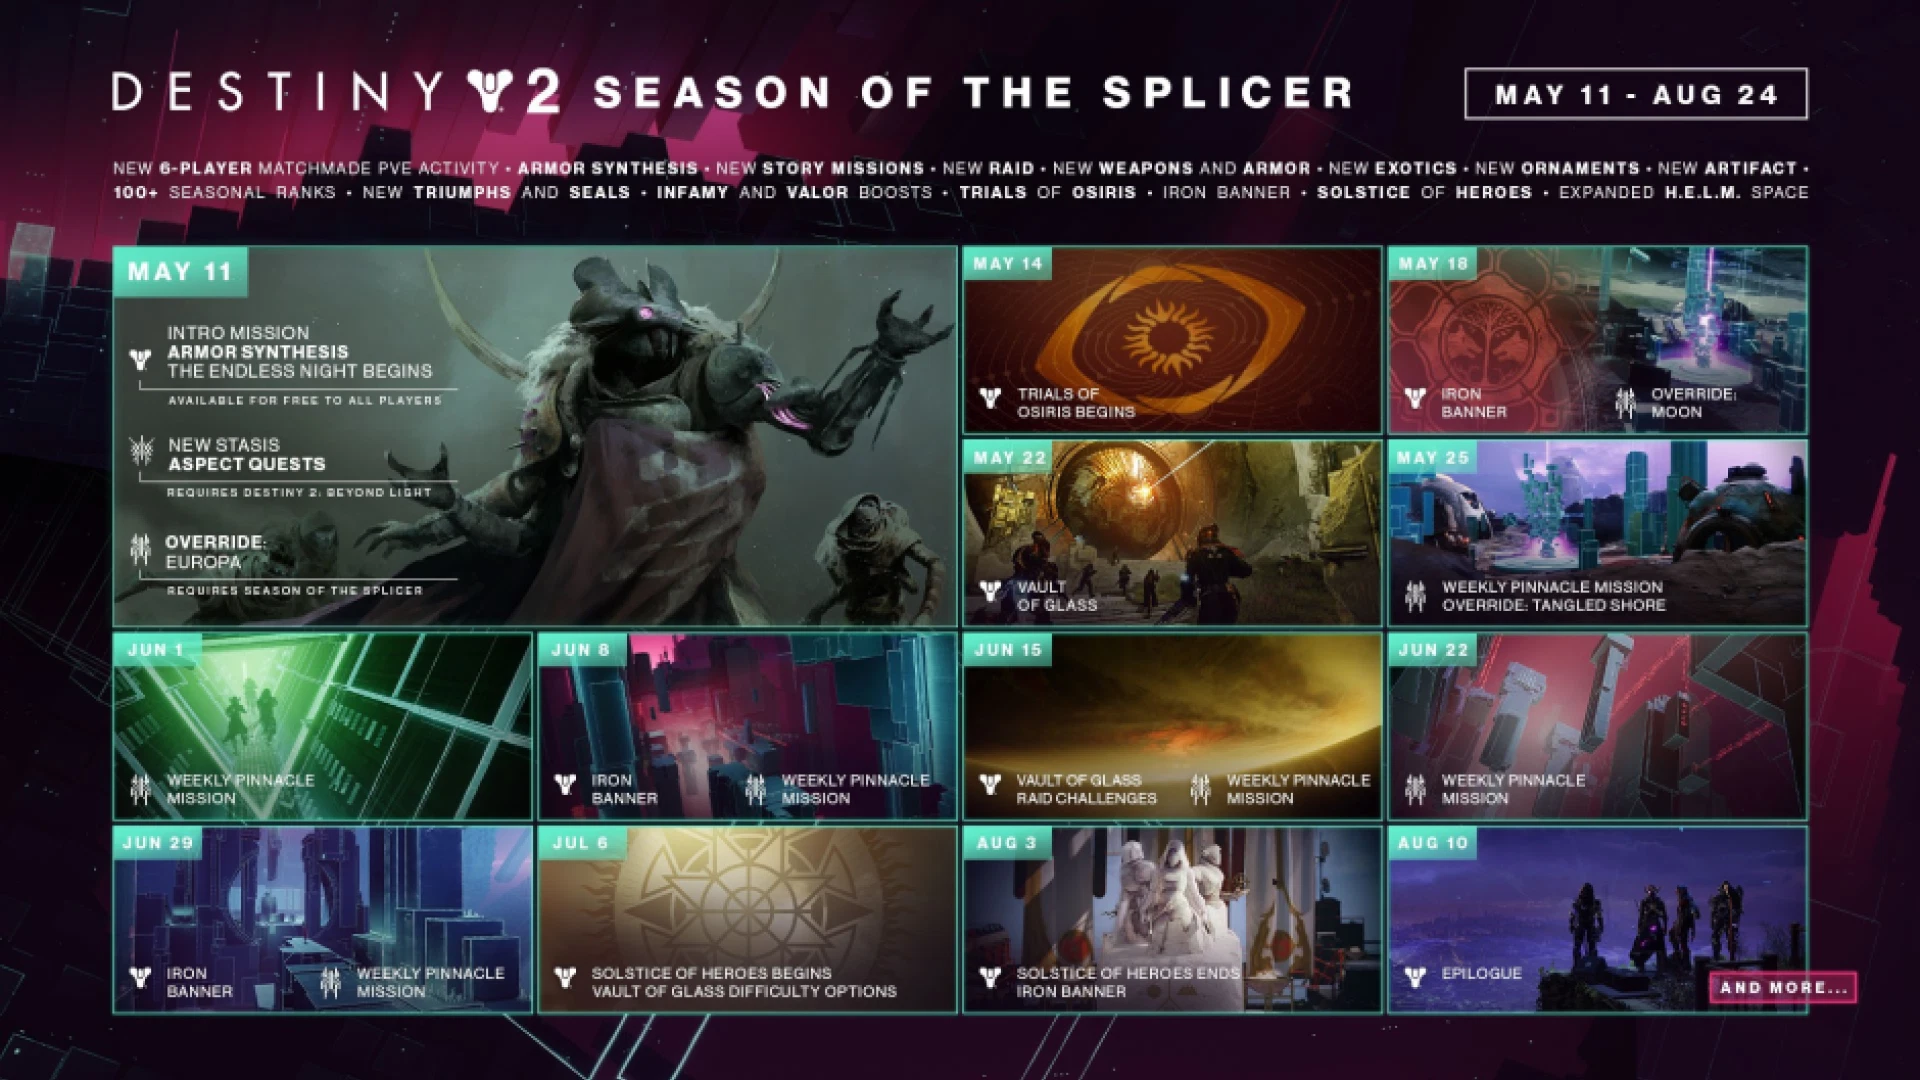 DESTINY 2 SEASON OF THE SPLICER
MAY 11 - AUG 24
NEW 6-PLAYER MATCHMADE PVE ACTIVITY • ARMOR SYNTHESIS • NEW STORY MISSIONS • NEW RAID • NEW WEAPONS AND ARMOR • NEW EXOTICS • NEW ORNAMENTS • NEW ARTIFACT •
100+ SEASONAL RANKS • NEW TRIUMPHS AND SEALS • INFAMY AND VALOR BOOSTS • TRIALS OF OSIRIS • IRON BANNER • SOLSTICE OF HEROES • EXPANDED H.E.L.M. SPACE
MAY 11
INTRO MISSION
ARMOR SYNTHESIS
THE ENDLESS NIGHT BEGINS
AVAILABLE FOR FREE TO ALL PLAYERS
NEW STASIS
ASPECT QUESTS
REQUIRES DESTINY 2: BEYOND LIGHT
OVERRIDE:
EUROPA
REQUIRES SEASON OF THE SPLICER
MAY 14
TRIALS OF
OSIRIS BEGINS
MAY 18
IRON
BANNER
OVERRIDE:
MOON
MAY 22
VAULT
OF GLASS
MAY 25
WEEKLY PINNACLE MISSION
OVERRIDE: TANGLED SHORE
JUN 1
WEEKLY PINNACLE
MISSION
JUN 8
IRON
BANNER
WEEKLY PINNACLE
MISSION
JUN 15
VAULT OF GLASS
RAID CHALLENGES
WEEKLY PINNACLE
MISSION
JUN 22
WEEKLY PINNACLE
MISSION
JUN 29
IRON
BANNER
WEEKLY PINNACLE
MISSION
JUL 6
SOLSTICE OF HEROES BEGINS
VAULT OF GLASS DIFFICULTY OPTIONS
AUG 3
SOLSTICE OF HEROES ENDS
IRON BANNER
AUG 10
EPILOGUE
AND MORE...